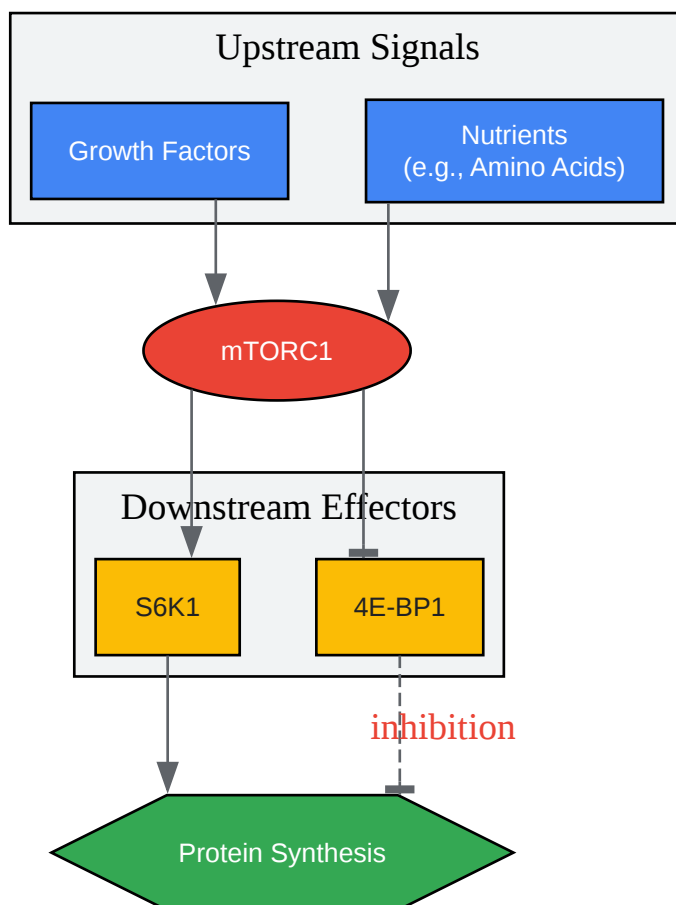 Upstream Signals
Growth Factors
Nutrients
(e.g., Amino Acids)
mTORC1
Downstream Effectors
S6K1
4E-BP1
inhibition
Protein Synthesis